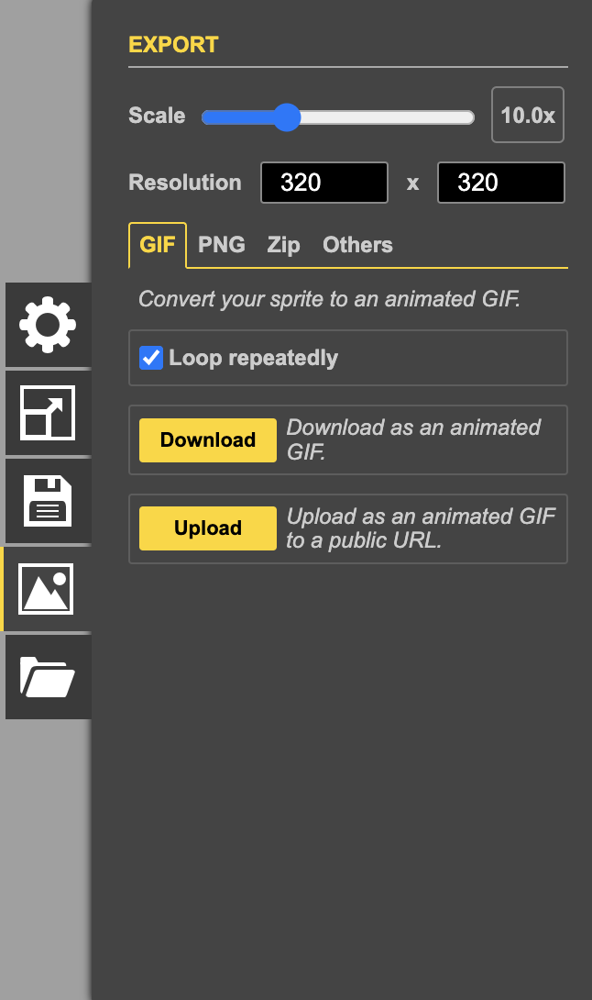 EXPORT
Scale 10.0x
Resolution 320 x 320
GIF PNG Zip Others
Convert your sprite to an animated GIF.
Loop repeatedly
Download Download as an animated
GIF.
Upload Upload as an animated GIF
to a public URL.